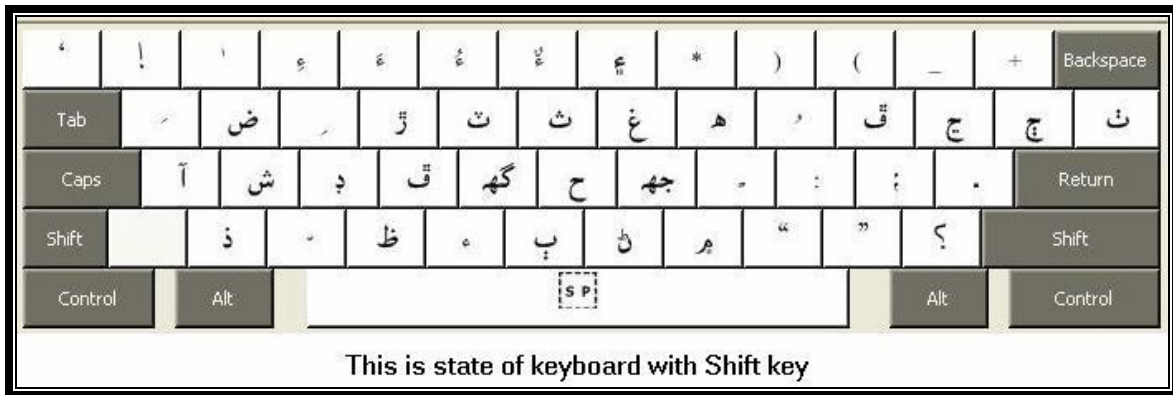 ‘ ! ٰ ءِ ءَ ءُ ۽ * ) ( _ + Backspace
Tab َ ض ِ ڙ ٽ ث غ ھ ُ ڦ ڃ ڄ ٺ
Caps آ ش ڊ ڦ گھ ح جھ : ؛ . Return
Shift ذ ظ ء ٻ ڻ ۾ “ ” ؟ Shift
Control Alt SP Alt Control
This is state of keyboard with Shift key